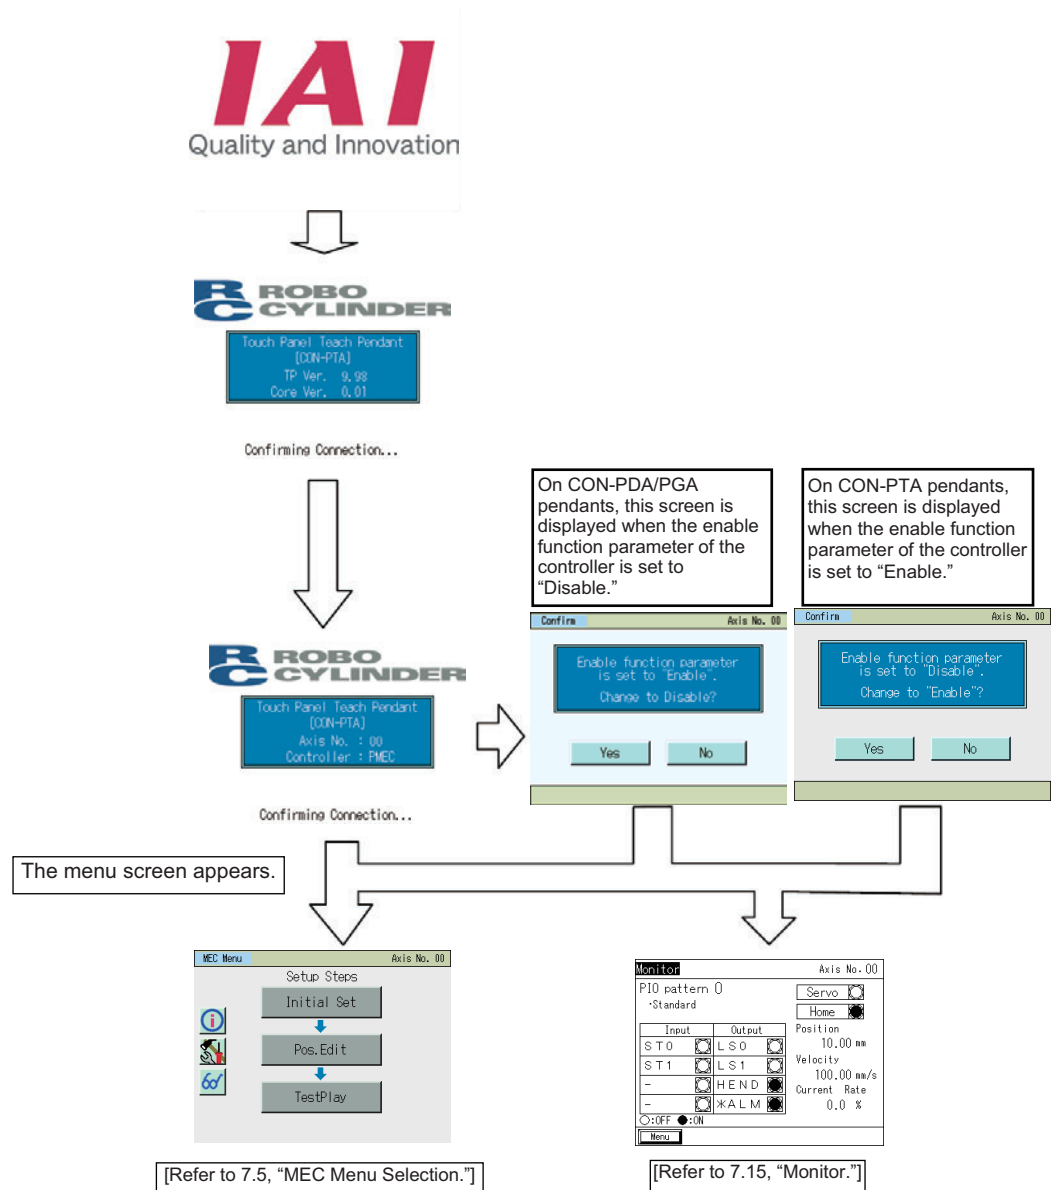 IAI
Quality and Innovation
RC ROBO
CYLINDER
Touch Panel Teach Pendant
[CON-PTA]
TP Ver. 9.98
Core Ver. 0.01
Confirming Connection...
On CON-PDA/PGA
pendants, this screen is
displayed when the enable
function parameter of the
controller is set to
“Disable.”
On CON-PTA pendants,
this screen is displayed
when the enable function
parameter of the controller
is set to “Enable.”
RC ROBO
CYLINDER
Touch Panel Teach Pendant
[CON-PTA]
Axis No. : 00
Controller : PMEC
Confirming Connection...
Confirm Axis No. 00
Enable function parameter
is set to "Enable".
Change to Disable?
Yes No
Confirm Axis No. 00
Enable function parameter
is set to "Disable".
Change to "Enable"?
Yes No
The menu screen appears.
MEC Menu Axis No. 00
Setup Steps
Initial Set
Pos.Edit
TestPlay
[Refer to 7.5, “MEC Menu Selection.”]
Monitor Axis No.00
PIO pattern 0
･Standard
Servo
Home
Input Output
ST0 LS0
ST1 LS1
- HEND
- *ALM
○:OFF ●:ON
Position
10.00 mm
Velocity
100.00 mm/s
Current Rate
0.0 %
Menu
[Refer to 7.15, “Monitor.”]